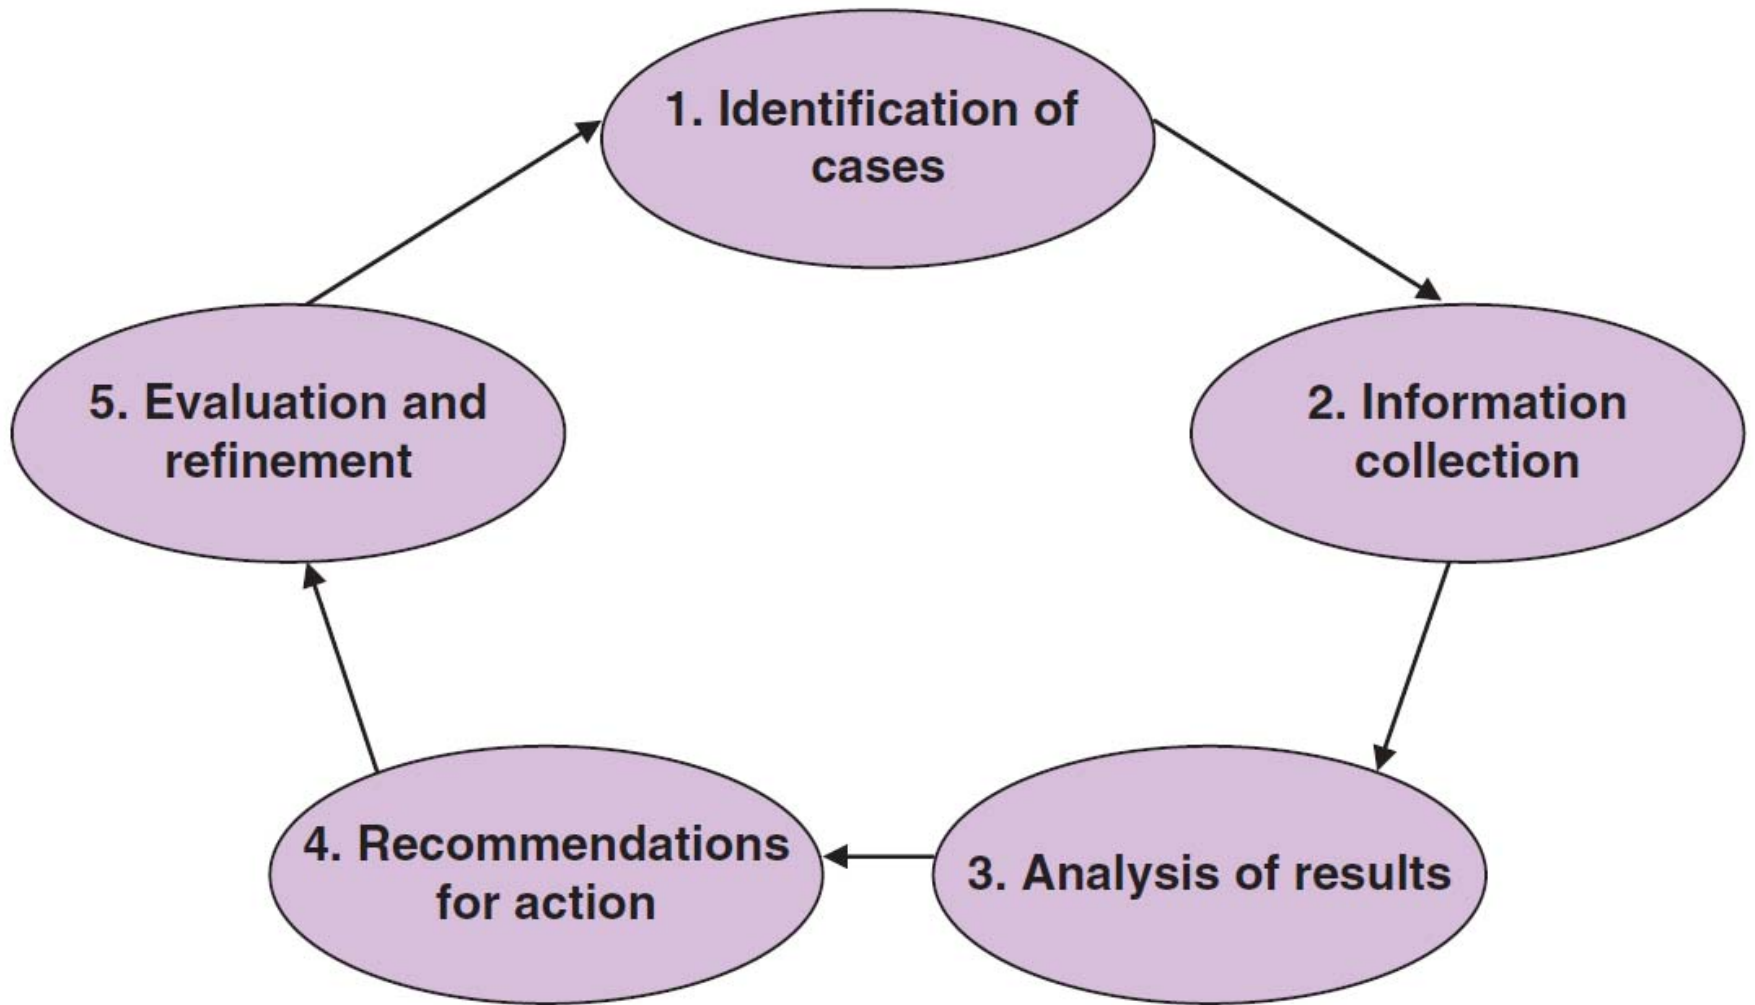 1. Identification of
cases
2. Information
collection
3. Analysis of results
4. Recommendations
for action
5. Evaluation and
refinement